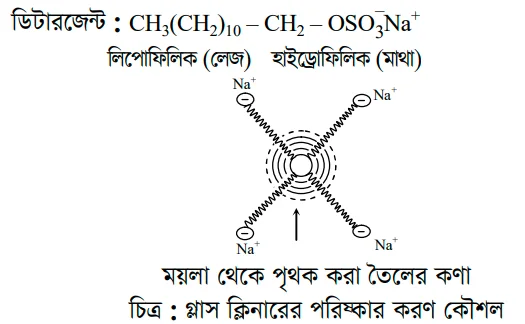 ডিটারজেন্ট : CH₃(CH₂)₁₀ – CH₂ – OSO₃⁻Na⁺
লিপোফিলিক (লেজ) হাইড্রোফিলিক (মাথা)
Na⁺ Na⁺
– –
– –
Na⁺ Na⁺
ময়লা থেকে পৃথক করা তৈলের কণা
চিত্র : গ্লাস ক্লিনারের পরিষ্কার করণ কৌশল